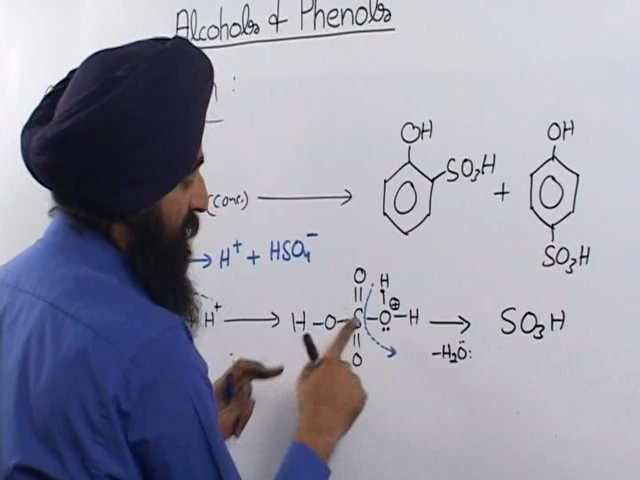 Alcohols & Phenols
:
OH OH
SO3H
(conc.) → +
SO3H
→ H+ + HSO4−
O H
H+ → H–O–S–O⊕–H → SO3H
−H2O:
O